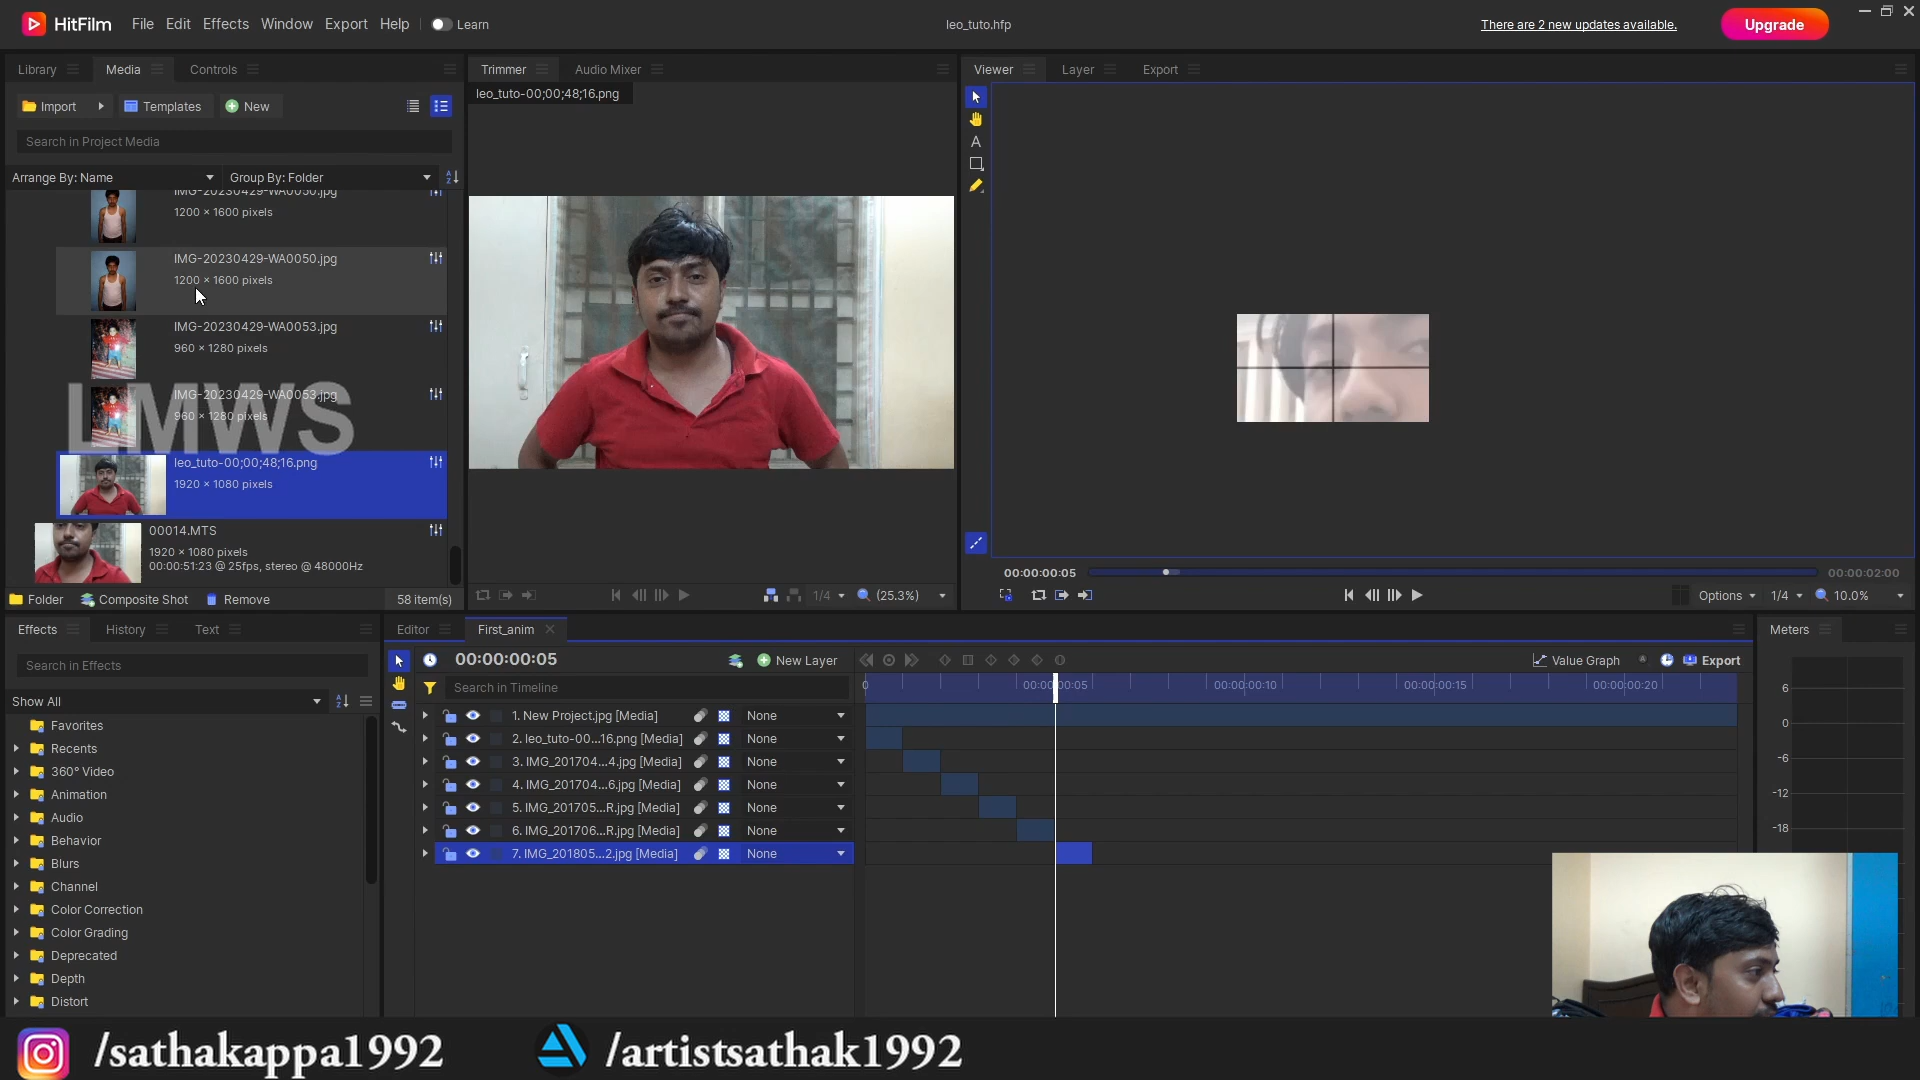 HitFilm File Edit Effects Window Export Help Learn leo_tuto.hfp There are 2 new updates available. Upgrade
Library Media Controls
Import Templates New
Search in Project Media
Arrange By: Name Group By: Folder
IMG-20230429-WA0050.jpg
1200 × 1600 pixels
IMG-20230429-WA0050.jpg
1200 × 1600 pixels
IMG-20230429-WA0053.jpg
960 × 1280 pixels
IMG-20230429-WA0053.jpg
960 × 1280 pixels
LMWS
leo_tuto-00;00;48;16.png
1920 × 1080 pixels
00014.MTS
1920 × 1080 pixels
00:00:51:23 @ 25fps, stereo @ 48000Hz
Folder Composite Shot Remove 58 item(s)
Trimmer Audio Mixer
leo_tuto-00;00;48;16.png
1/4 (25.3%)
Viewer Layer Export
A
00:00:00:05 00:00:02:00
Options 1/4 10.0%
Effects History Text
Search in Effects
Show All
Favorites
Recents
360° Video
Animation
Audio
Behavior
Blurs
Channel
Color Correction
Color Grading
Deprecated
Depth
Distort
Editor First_anim
00:00:00:05 New Layer Value Graph A Export
Search in Timeline 0 00:00:00:05 00:00:00:10 00:00:00:15 00:00:00:20
1. New Project.jpg [Media] None
2. leo_tuto-00...16.png [Media] None
3. IMG_201704...4.jpg [Media] None
4. IMG_201704...6.jpg [Media] None
5. IMG_201705...R.jpg [Media] None
6. IMG_201706...R.jpg [Media] None
7. IMG_201805...2.jpg [Media] None
Meters
6
0
-6
-12
-18
/sathakappa1992 /artistsathak1992